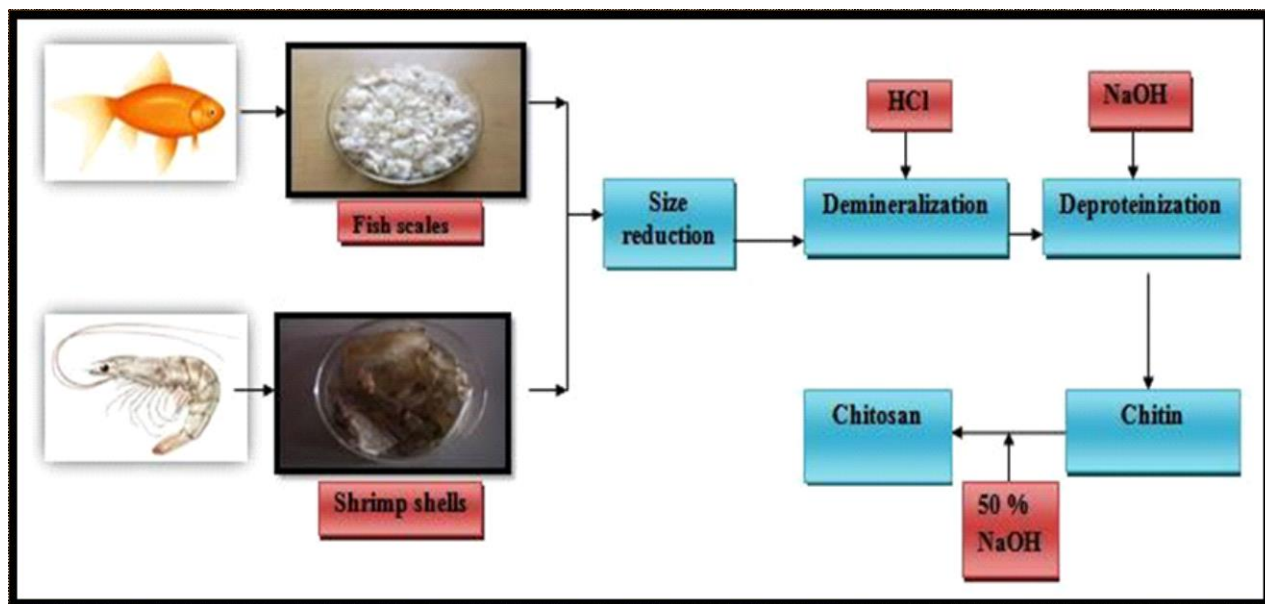 Fish scales
Shrimp shells
Size
reduction
HCl
Demineralization
NaOH
Deproteinization
Chitin
50 %
NaOH
Chitosan